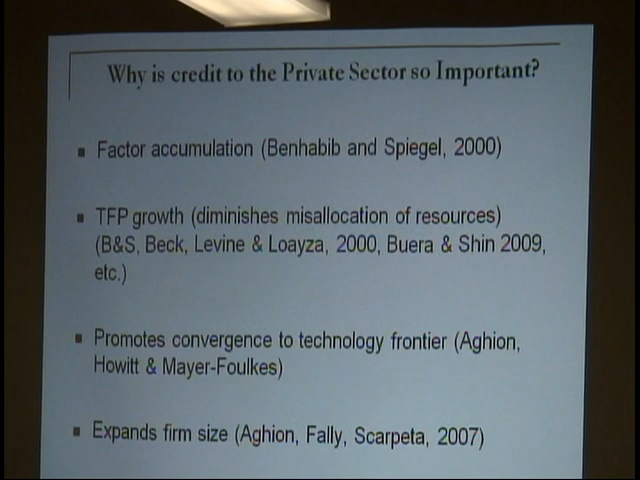 Why is credit to the Private Sector so Important?
Factor accumulation (Benhabib and Spiegel, 2000)
TFP growth (diminishes misallocation of resources)
(B&S, Beck, Levine & Loayza, 2000, Buera & Shin 2009,
etc.)
Promotes convergence to technology frontier (Aghion,
Howitt & Mayer-Foulkes)
Expands firm size (Aghion, Fally, Scarpeta, 2007)